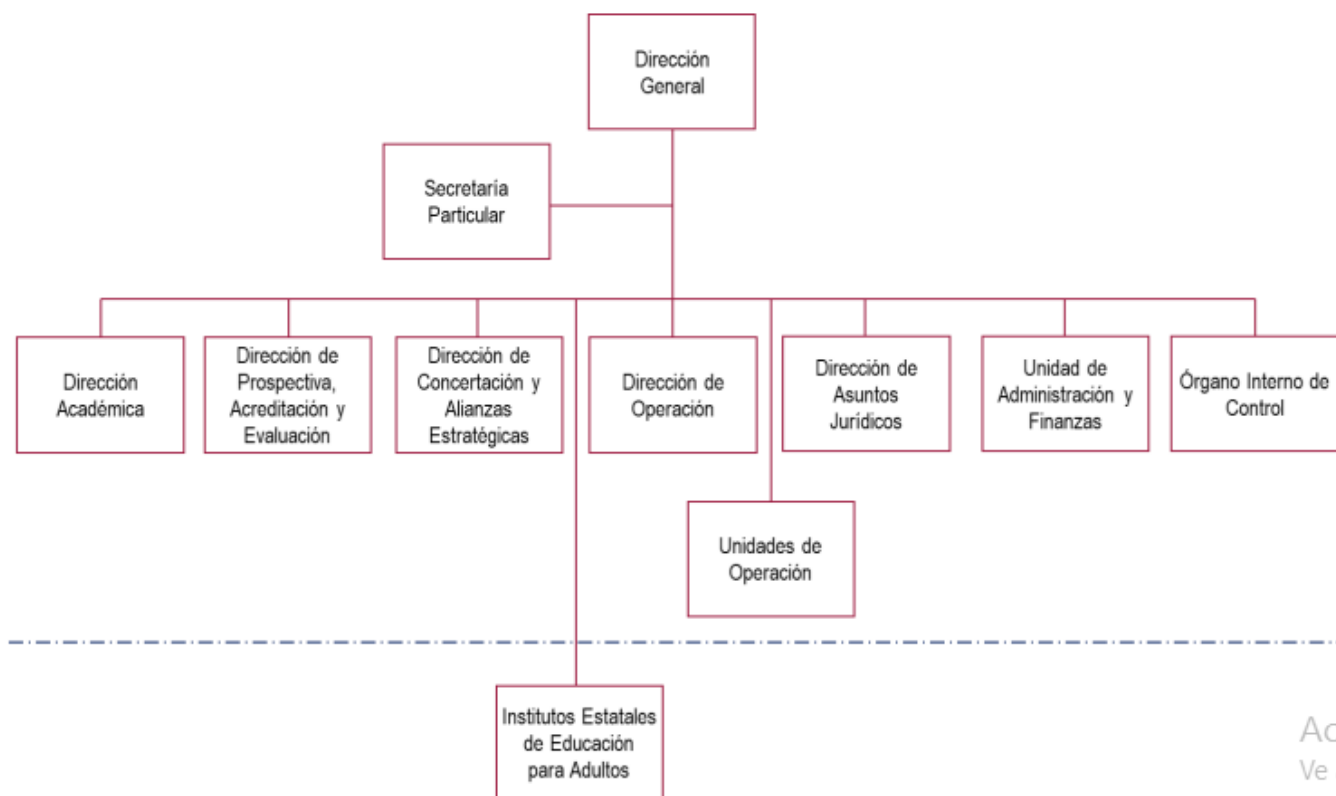 Dirección
General
Secretaría
Particular
Dirección
Académica
Dirección de
Prospectiva,
Acreditación y
Evaluación
Dirección de
Concertación y
Alianzas
Estratégicas
Dirección de
Operación
Dirección de
Asuntos
Jurídicos
Unidad de
Administración y
Finanzas
Órgano Interno de
Control
Unidades de
Operación
Institutos Estatales
de Educación
para Adultos
Ac
Ve